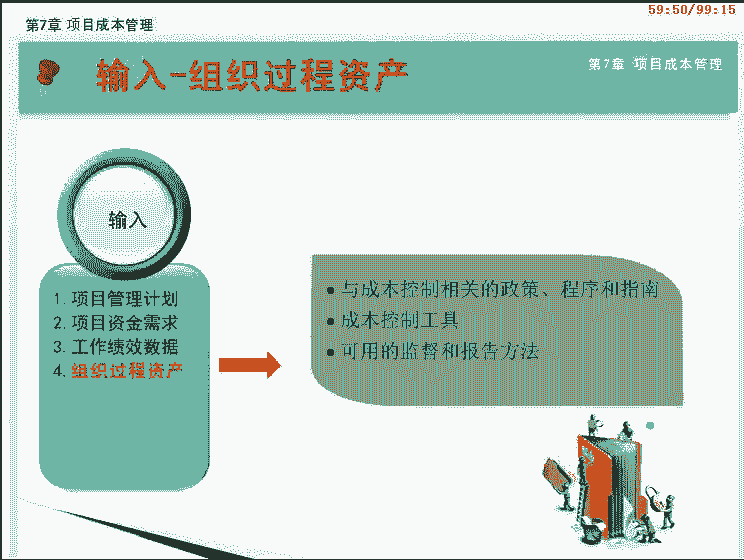 59:50/99:15
第7章 项目成本管理
输入-组织过程资产
第7章 项目成本管理
输入
1. 项目管理计划
2. 项目资金需求
3. 工作绩效数据
4. 组织过程资产
• 与成本控制相关的政策、程序和指南
• 成本控制工具
• 可用的监督和报告方法